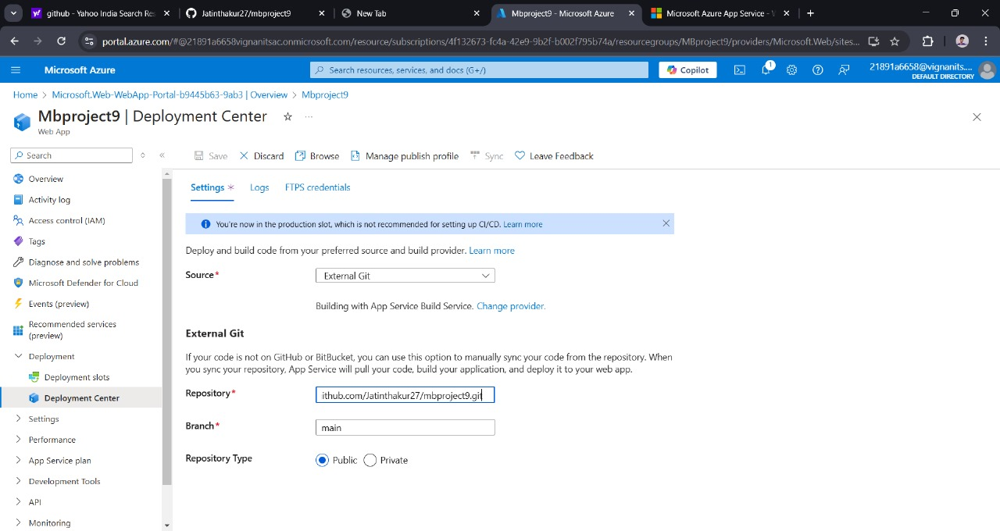 github - Yahoo India Search Res
Jatinthakur27/mbproject9
New Tab
Mbproject9 - Microsoft Azure
Microsoft Azure App Service -
portal.azure.com/#@21891a6658vignanitsac.onmicrosoft.com/resource/subscriptions/4f132673-fc4a-42e9-9b2f-b002f795b74a/resourcegroups/MBproject9/providers/Microsoft.Web/sites...
Microsoft Azure
Search resources, services, and docs (G+/)
Copilot
1
21891a6658@vignanits....
DEFAULT DIRECTORY
Home > Microsoft.Web-WebApp-Portal-b9445b63-9ab3 | Overview > Mbproject9
Mbproject9 | Deployment Center
Web App
Search
Save
Discard
Browse
Manage publish profile
Sync
Leave Feedback
Overview
Activity log
Access control (IAM)
Tags
Diagnose and solve problems
Microsoft Defender for Cloud
Events (preview)
Recommended services
(preview)
Deployment
Deployment slots
Deployment Center
Settings
Performance
App Service plan
Development Tools
API
Monitoring
Settings *
Logs
FTPS credentials
You're now in the production slot, which is not recommended for setting up CI/CD. Learn more
Deploy and build code from your preferred source and build provider. Learn more
Source*
External Git
Building with App Service Build Service. Change provider.
External Git
If your code is not on GitHub or BitBucket, you can use this option to manually sync your code from the repository. When
you sync your repository, App Service will pull your code, build your application, and deploy it to your web app.
Repository*
ithub.com/Jatinthakur27/mbproject9.git
Branch*
main
Repository Type
Public
Private